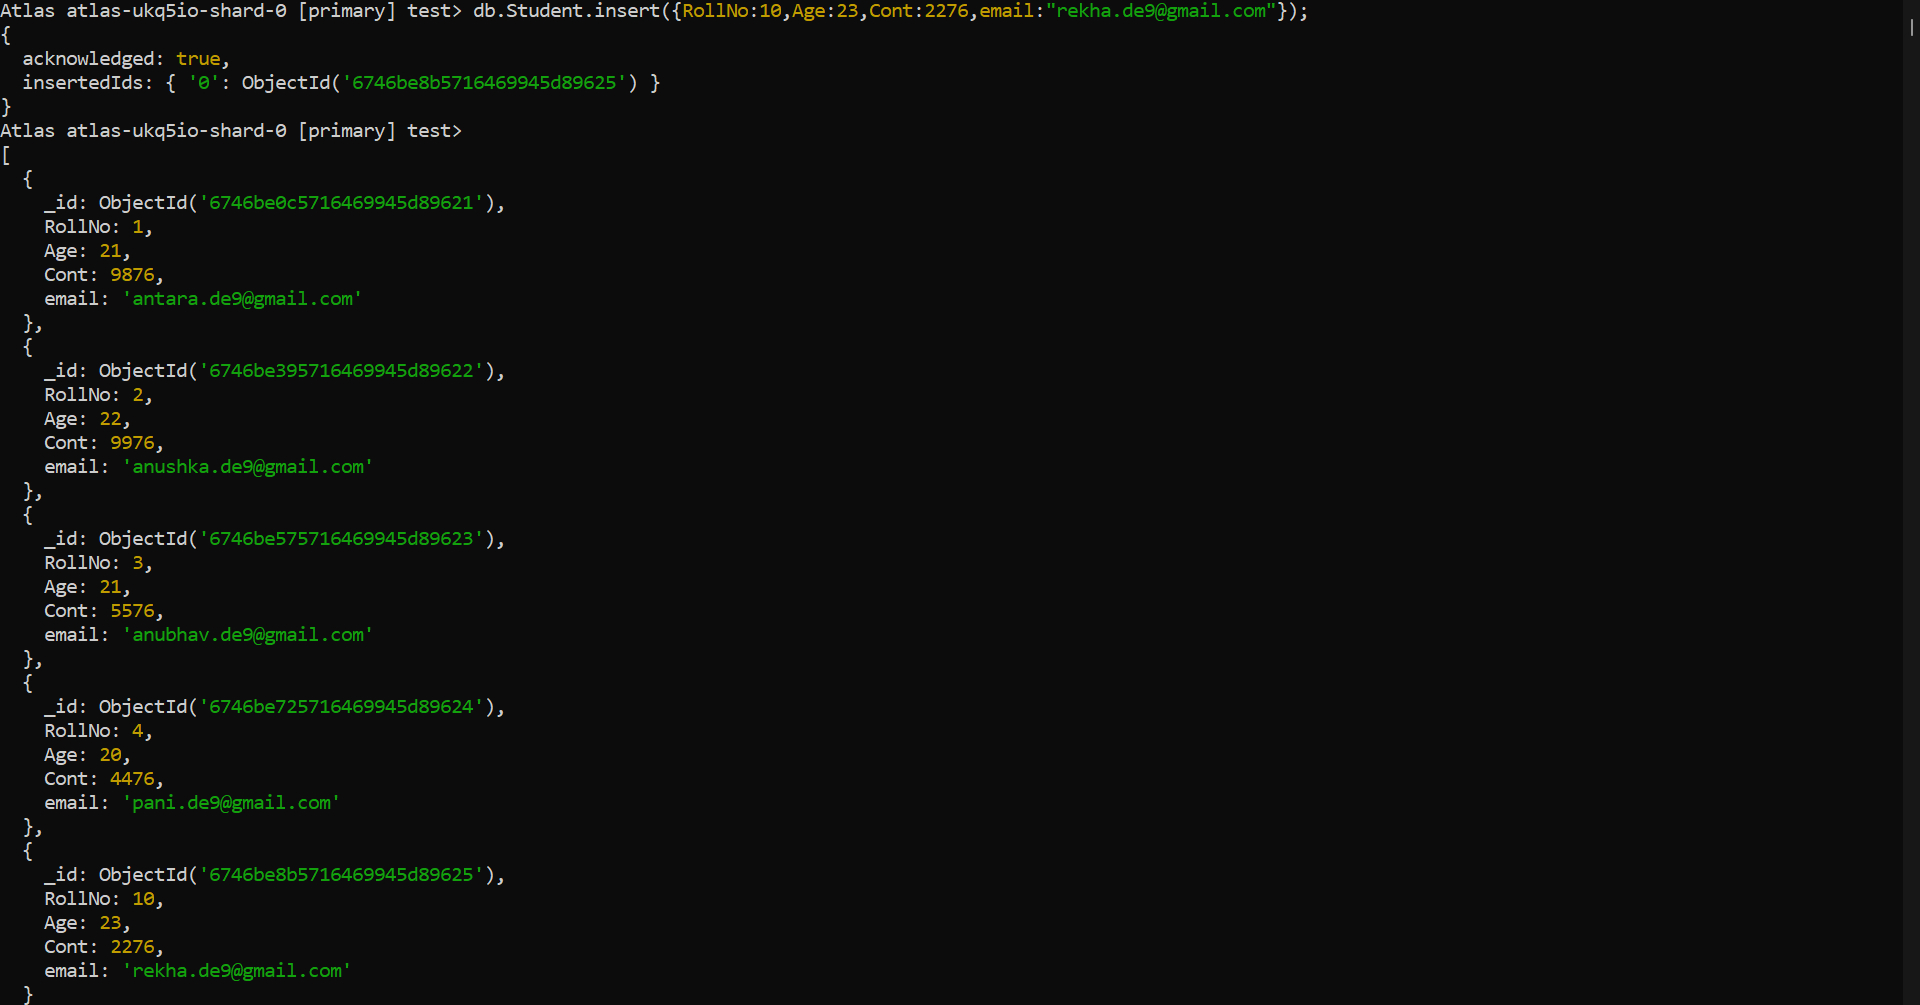 Atlas atlas-ukq5io-shard-0 [primary] test> db.Student.insert({RollNo:10,Age:23,Cont:2276,email:"rekha.de9@gmail.com"});
{
  acknowledged: true,
  insertedIds: { '0': ObjectId('6746be8b5716469945d89625') }
}
Atlas atlas-ukq5io-shard-0 [primary] test>
[
  {
    _id: ObjectId('6746be0c5716469945d89621'),
    RollNo: 1,
    Age: 21,
    Cont: 9876,
    email: 'antara.de9@gmail.com'
  },
  {
    _id: ObjectId('6746be395716469945d89622'),
    RollNo: 2,
    Age: 22,
    Cont: 9976,
    email: 'anushka.de9@gmail.com'
  },
  {
    _id: ObjectId('6746be575716469945d89623'),
    RollNo: 3,
    Age: 21,
    Cont: 5576,
    email: 'anubhav.de9@gmail.com'
  },
  {
    _id: ObjectId('6746be725716469945d89624'),
    RollNo: 4,
    Age: 20,
    Cont: 4476,
    email: 'pani.de9@gmail.com'
  },
  {
    _id: ObjectId('6746be8b5716469945d89625'),
    RollNo: 10,
    Age: 23,
    Cont: 2276,
    email: 'rekha.de9@gmail.com'
  }